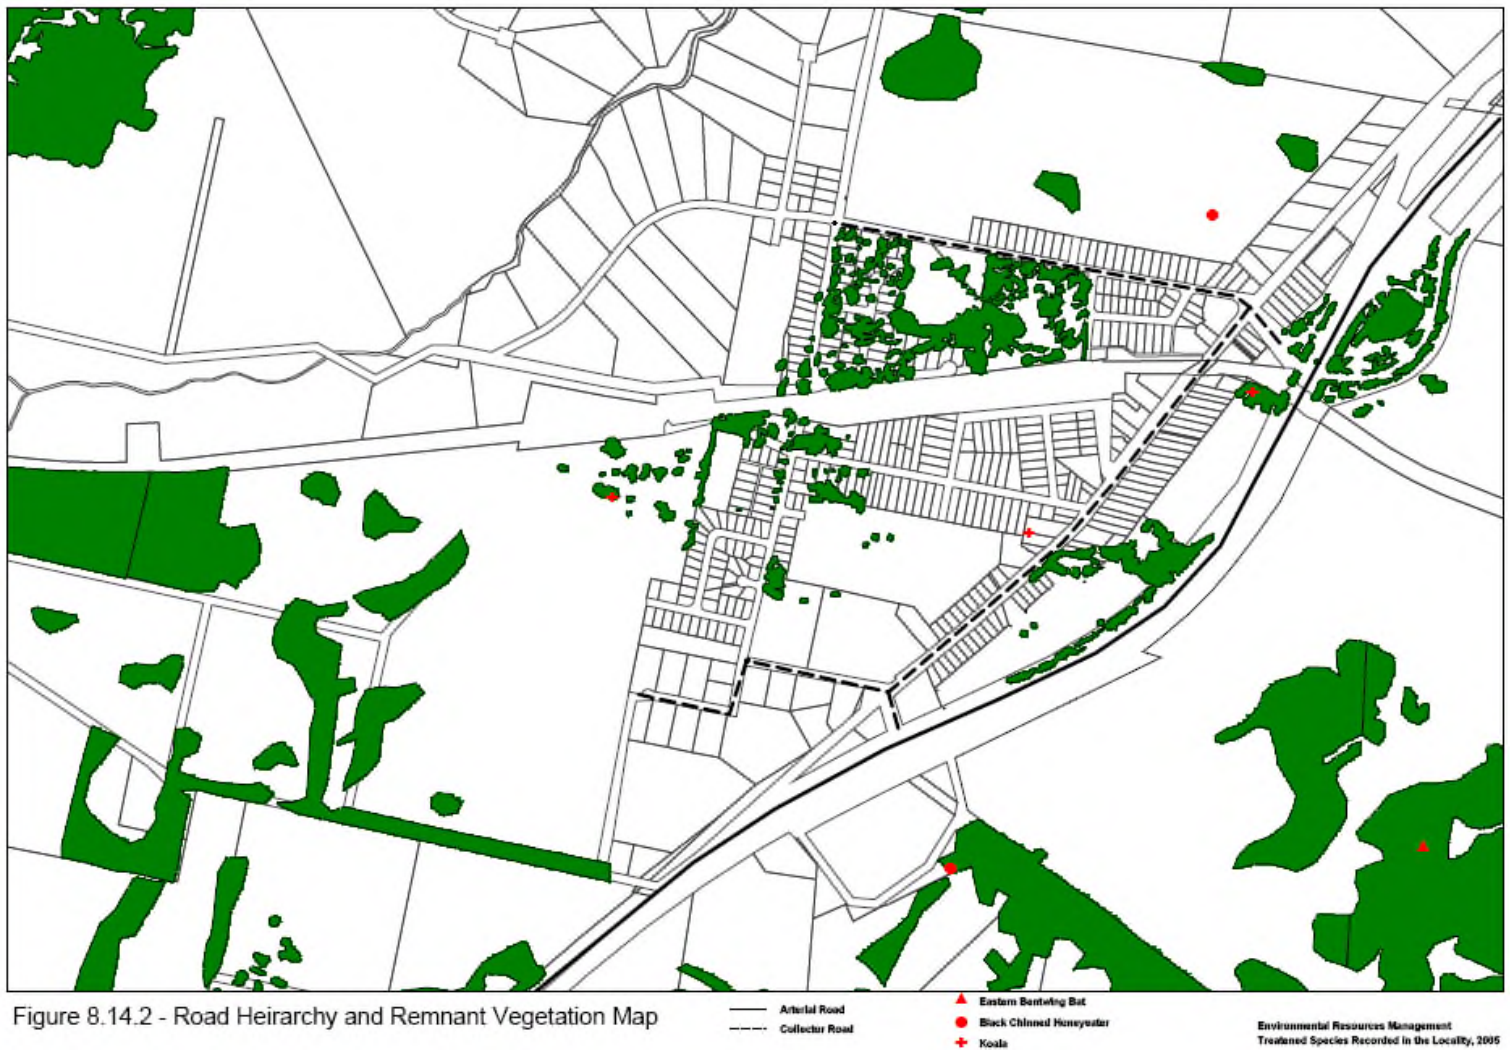 Figure 8.14.2 - Road Heirarchy and Remnant Vegetation Map
Arterial Road
Collector Road
Eastern Bentwing Bat
Black Chinned Honeyeater
Koala
Environmental Resources Management
Treatened Species Recorded in the Locality, 2005